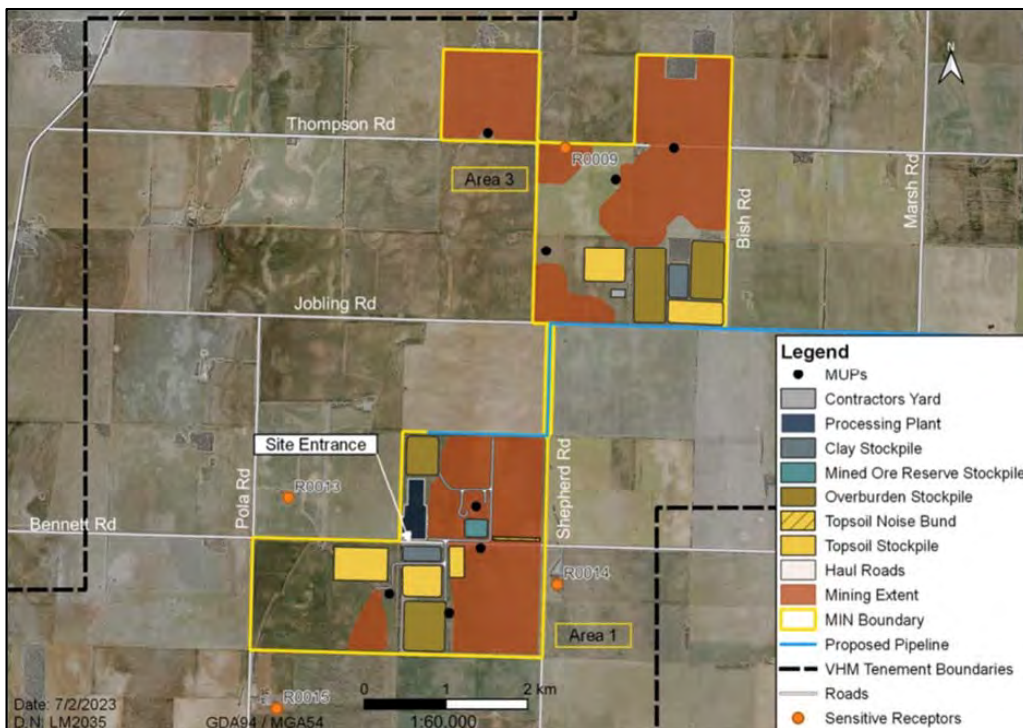 N
Thompson Rd
R0009
Area 3
Bish Rd
Marsh Rd
Jobling Rd
Site Entrance
Pola Rd
R0013
Shepherd Rd
Bennett Rd
R0014
Area 1
R0015
0 1 2 km
Date: 7/2/2023
D.N: LM2035 GDA94 / MGA54 1:60,000
Legend
MUPs
Contractors Yard
Processing Plant
Clay Stockpile
Mined Ore Reserve Stockpile
Overburden Stockpile
Topsoil Noise Bund
Topsoil Stockpile
Haul Roads
Mining Extent
MIN Boundary
Proposed Pipeline
VHM Tenement Boundaries
Roads
Sensitive Receptors